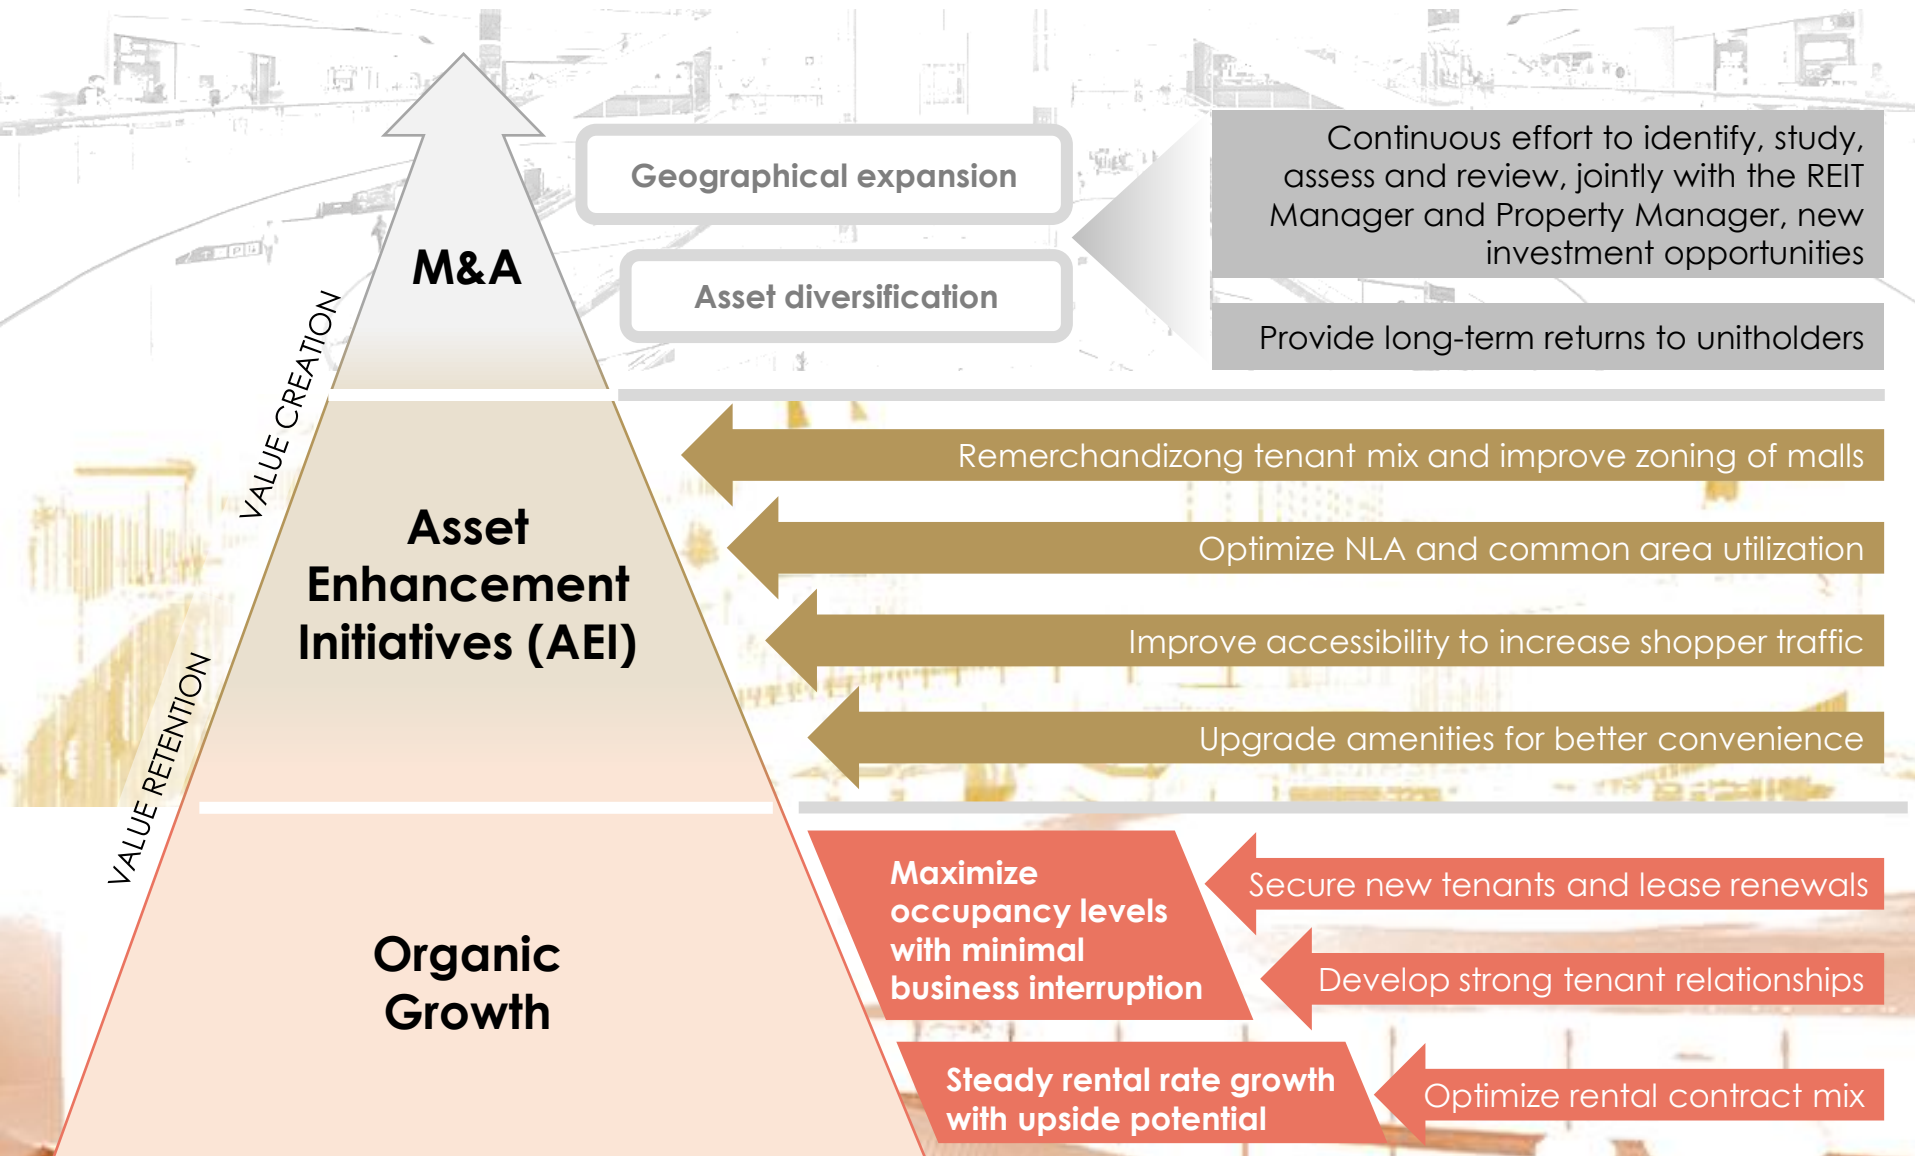 M&A
VALUE CREATION
Geographical expansion
Asset diversification
Continuous effort to identify, study,
assess and review, jointly with the REIT
Manager and Property Manager, new
investment opportunities
Provide long-term returns to unitholders
Asset
Enhancement
Initiatives (AEI)
VALUE RETENTION
Remerchandizong tenant mix and improve zoning of malls
Optimize NLA and common area utilization
Improve accessibility to increase shopper traffic
Upgrade amenities for better convenience
Organic
Growth
Maximize
occupancy levels
with minimal
business interruption
Secure new tenants and lease renewals
Develop strong tenant relationships
Steady rental rate growth
with upside potential
Optimize rental contract mix